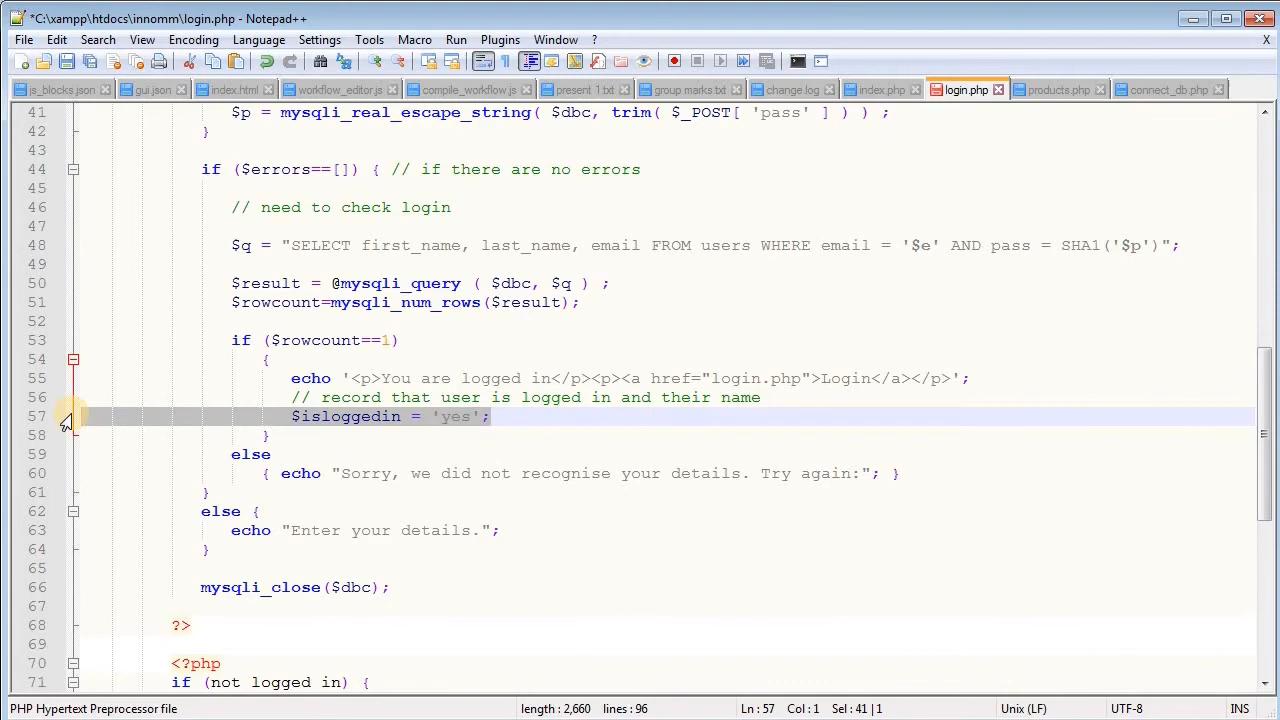 *C:\xampp\htdocs\innomm\login.php - Notepad++
File Edit Search View Encoding Language Settings Tools Macro Run Plugins Window ? X
js_blocks.json gui.json index.html workflow_editor.js compile_workflow.js present 1.txt group marks.txt change.log index.php login.php products.php connect_db.php
41 $p = mysqli_real_escape_string( $dbc, trim( $_POST[ 'pass' ] ) ) ;
42 }
43
44 if ($errors==[]) { // if there are no errors
45
46 // need to check login
47
48 $q = "SELECT first_name, last_name, email FROM users WHERE email = '$e' AND pass = SHA1('$p')";
49
50 $result = @mysqli_query ( $dbc, $q ) ;
51 $rowcount=mysqli_num_rows($result);
52
53 if ($rowcount==1)
54 {
55 echo '<p>You are logged in</p><p><a href="login.php">Login</a></p>';
56 // record that user is logged in and their name
57 $isloggedin = 'yes';
58 }
59 else
60 { echo "Sorry, we did not recognise your details. Try again:"; }
61 }
62 else {
63 echo "Enter your details.";
64 }
65
66 mysqli_close($dbc);
67
68 ?>
69
70 <?php
71 if (not logged in) {
PHP Hypertext Preprocessor file length : 2,660 lines : 96 Ln : 57 Col : 1 Sel : 41 | 1 Unix (LF) UTF-8 INS